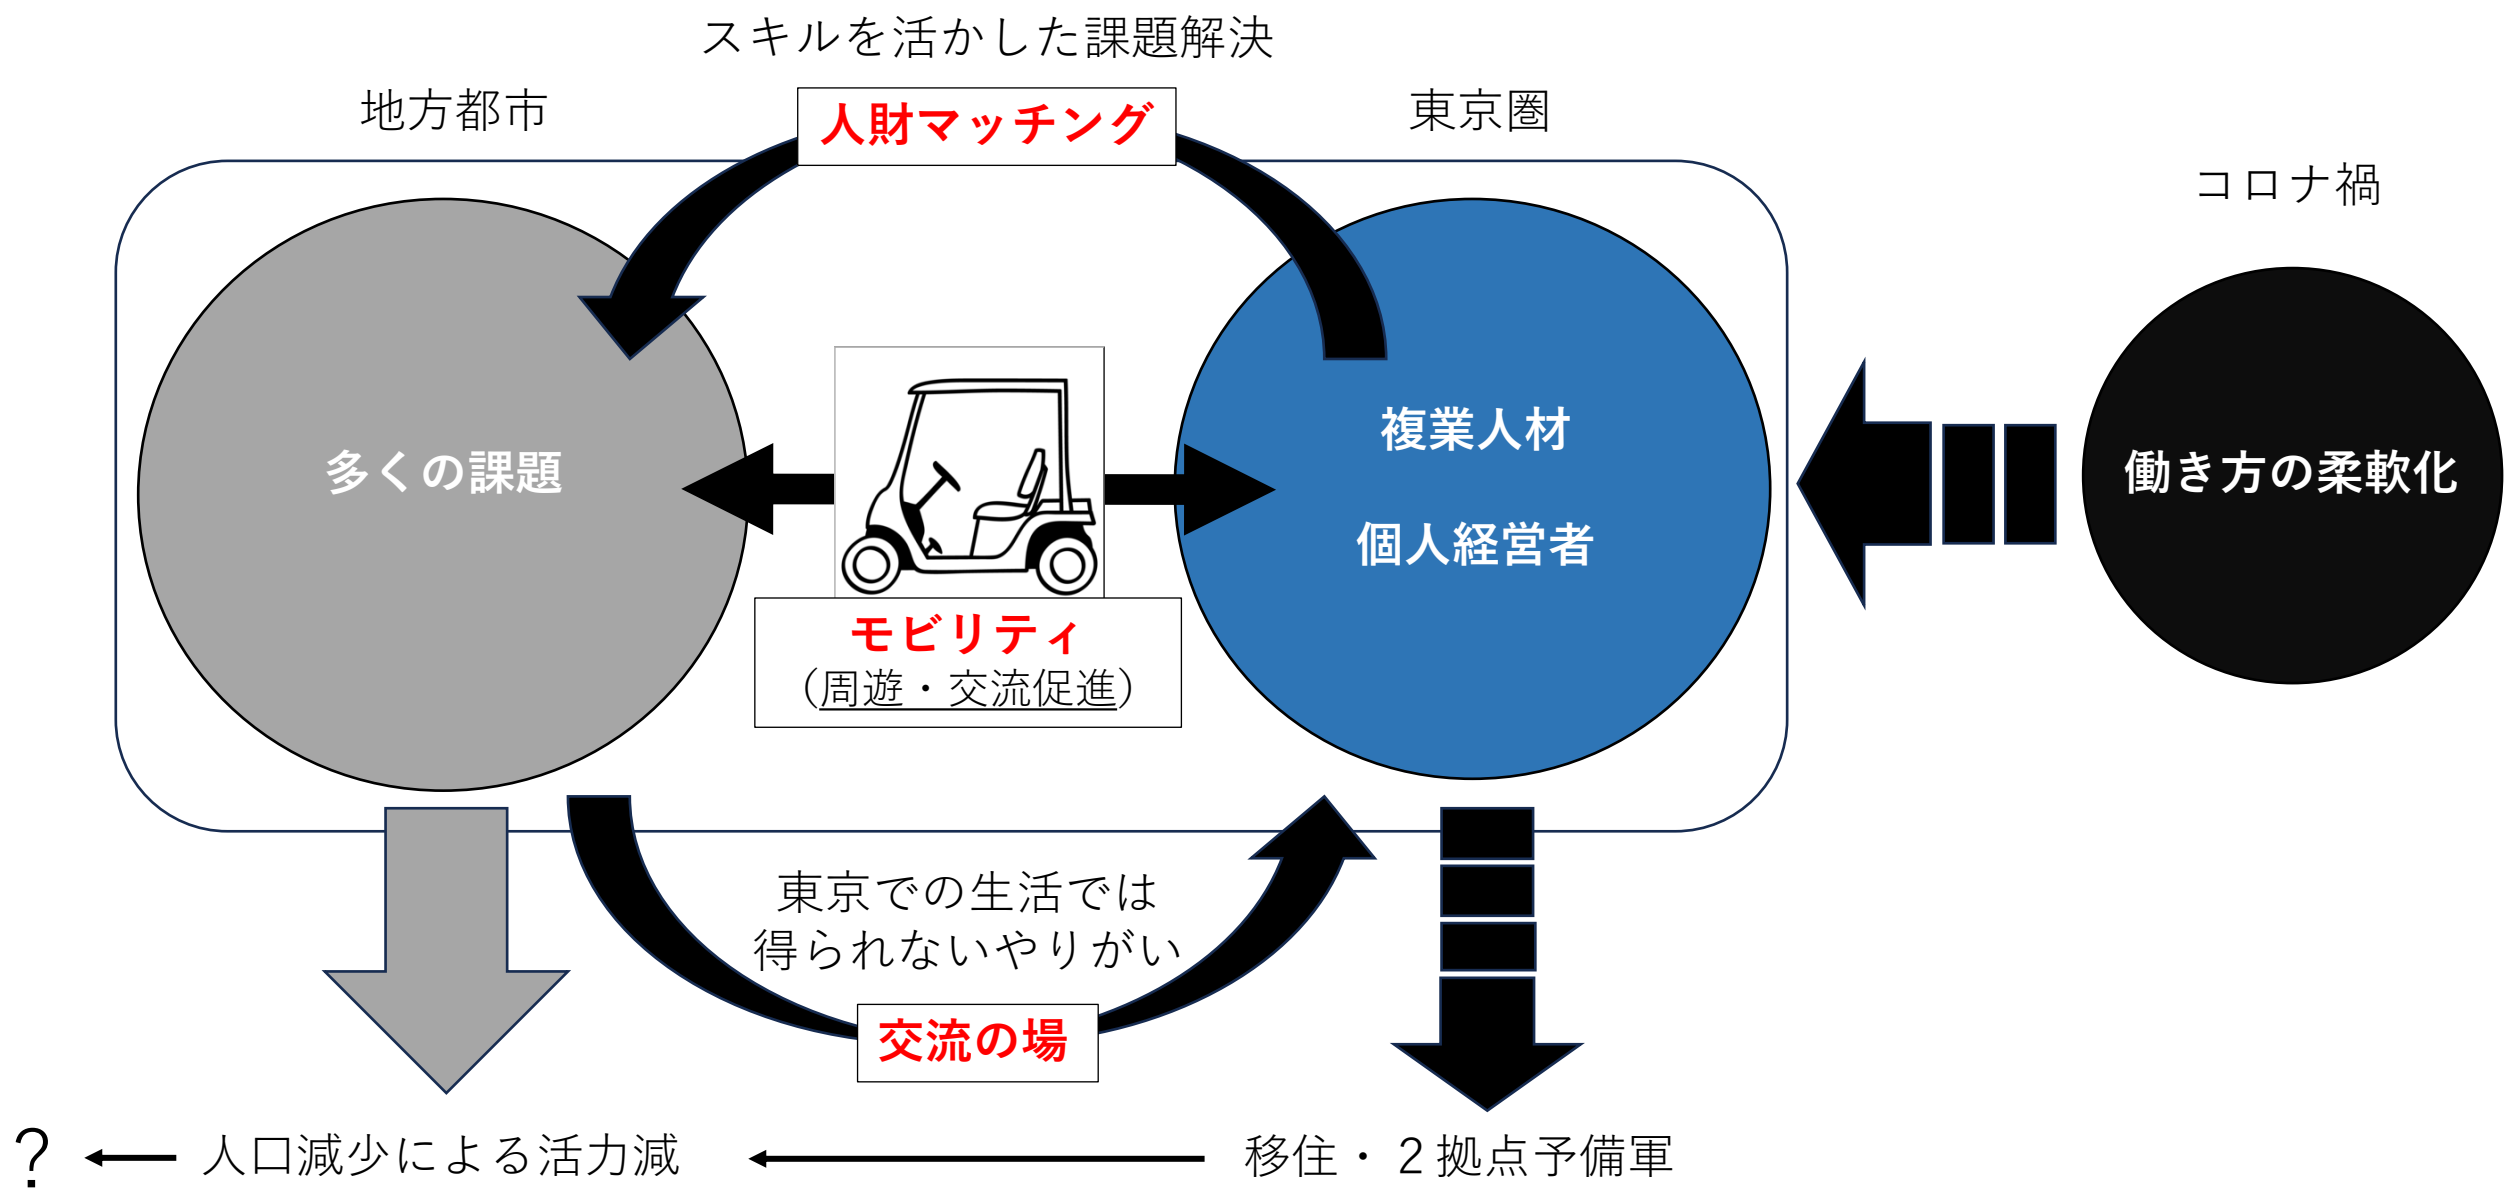 スキルを活かした課題解決
地方都市
人財マッチング
東京圏
コロナ禍
多くの課題
複業人材
個人経営者
働き方の柔軟化
モビリティ
（周遊・交流促進）
東京での生活では
得られないやりがい
交流の場
？
人口減少による活力減
移住・２拠点予備軍